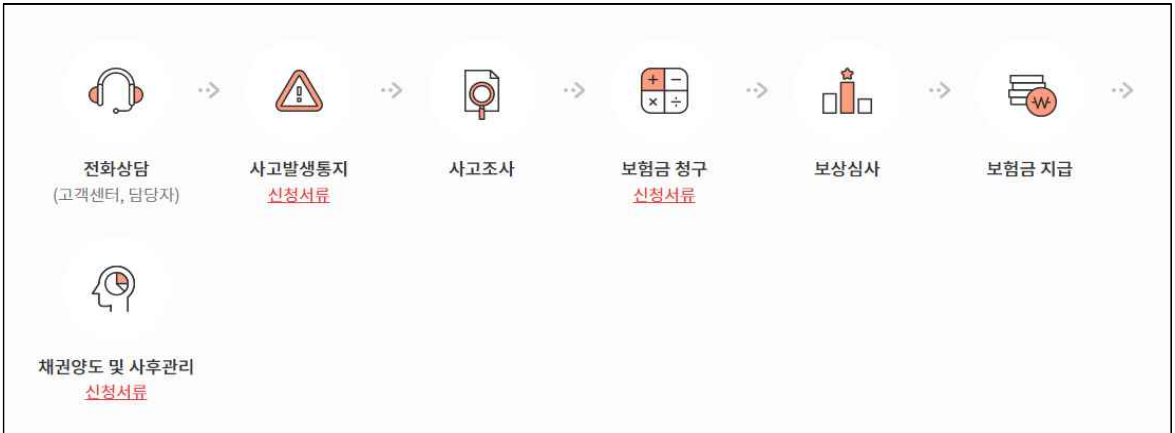 전화상담
(고객센터, 담당자)
사고발생통지
신청서류
사고조사
보험금 청구
신청서류
보상심사
보험금 지급
채권양도 및 사후관리
신청서류